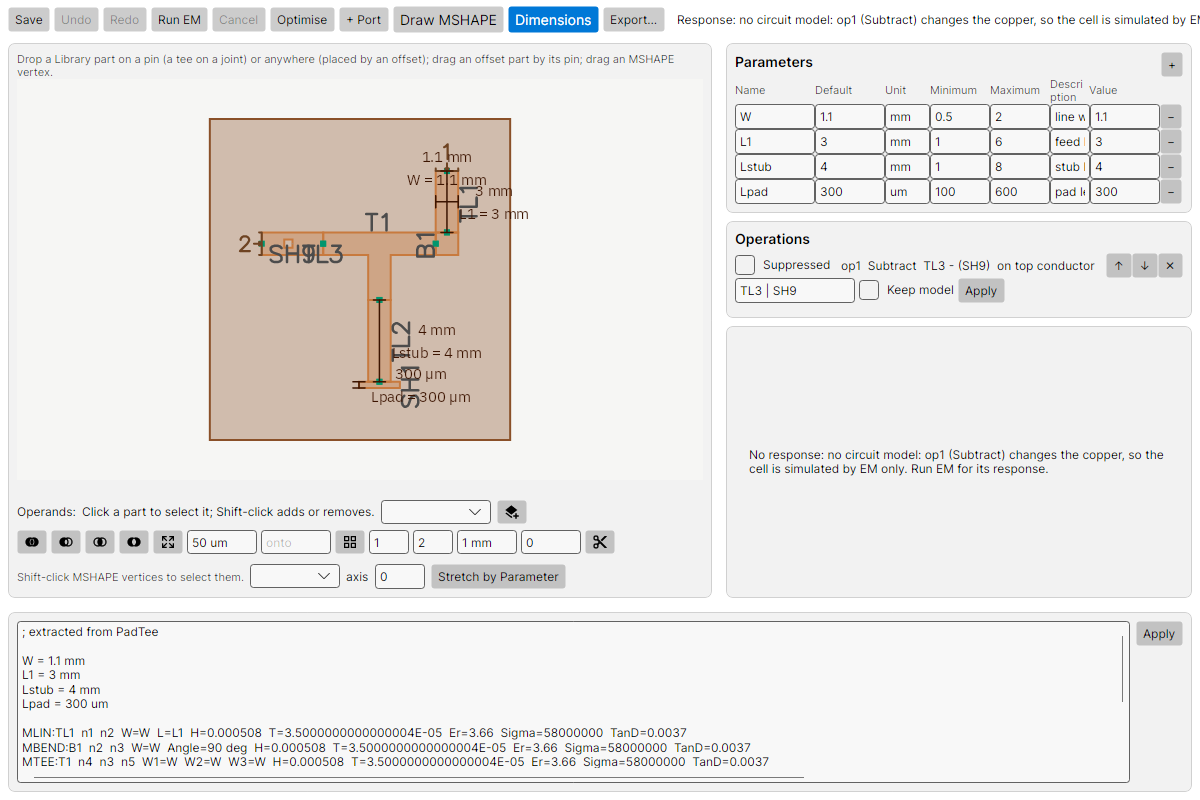 Save Undo Redo Run EM Cancel Optimise + Port Draw MSHAPE Dimensions Export... Response: no circuit model: op1 (Subtract) changes the copper, so the cell is simulated by EM
Drop a Library part on a pin (a tee on a joint) or anywhere (placed by an offset); drag an offset part by its pin; drag an MSHAPE
vertex.
1
1.1 mm
W = 1.1 mm
3 mm
TL1
L1 = 3 mm
T1
2
SH9
TL3
B1
4 mm
TL2
Lstub = 4 mm
300 µm
SH1
Lpad = 300 µm
Operands: Click a part to select it; Shift-click adds or removes.
50 um onto 1 2 1 mm 0
Shift-click MSHAPE vertices to select them. axis 0 Stretch by Parameter
Parameters +
Name Default Unit Minimum Maximum Descri
ption Value
W 1.1 mm 0.5 2 line w 1.1 −
L1 3 mm 1 6 feed 3 −
Lstub 4 mm 1 8 stub 4 −
Lpad 300 um 100 600 pad le 300 −
Operations
Suppressed op1 Subtract TL3 - (SH9) on top conductor ↑ ↓ ×
TL3 | SH9 Keep model Apply
No response: no circuit model: op1 (Subtract) changes the copper, so the
cell is simulated by EM only. Run EM for its response.
; extracted from PadTee
Apply
W = 1.1 mm
L1 = 3 mm
Lstub = 4 mm
Lpad = 300 um
MLIN:TL1 n1 n2 W=W L=L1 H=0.000508 T=3.5000000000000004E-05 Er=3.66 Sigma=58000000 TanD=0.0037
MBEND:B1 n2 n3 W=W Angle=90 deg H=0.000508 T=3.5000000000000004E-05 Er=3.66 Sigma=58000000 TanD=0.0037
MTEE:T1 n4 n3 n5 W1=W W2=W W3=W H=0.000508 T=3.5000000000000004E-05 Er=3.66 Sigma=58000000 TanD=0.0037